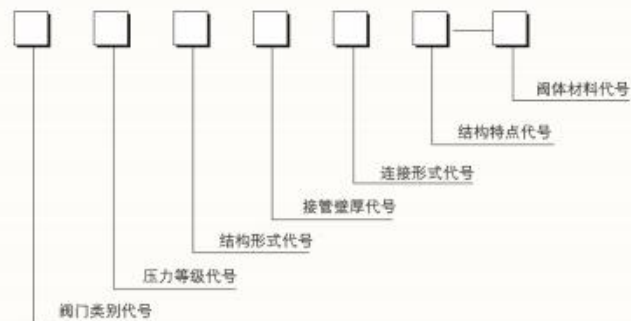 阀体材料代号
结构特点代号
连接形式代号
接管壁厚代号
结构形式代号
压力等级代号
阀门类别代号